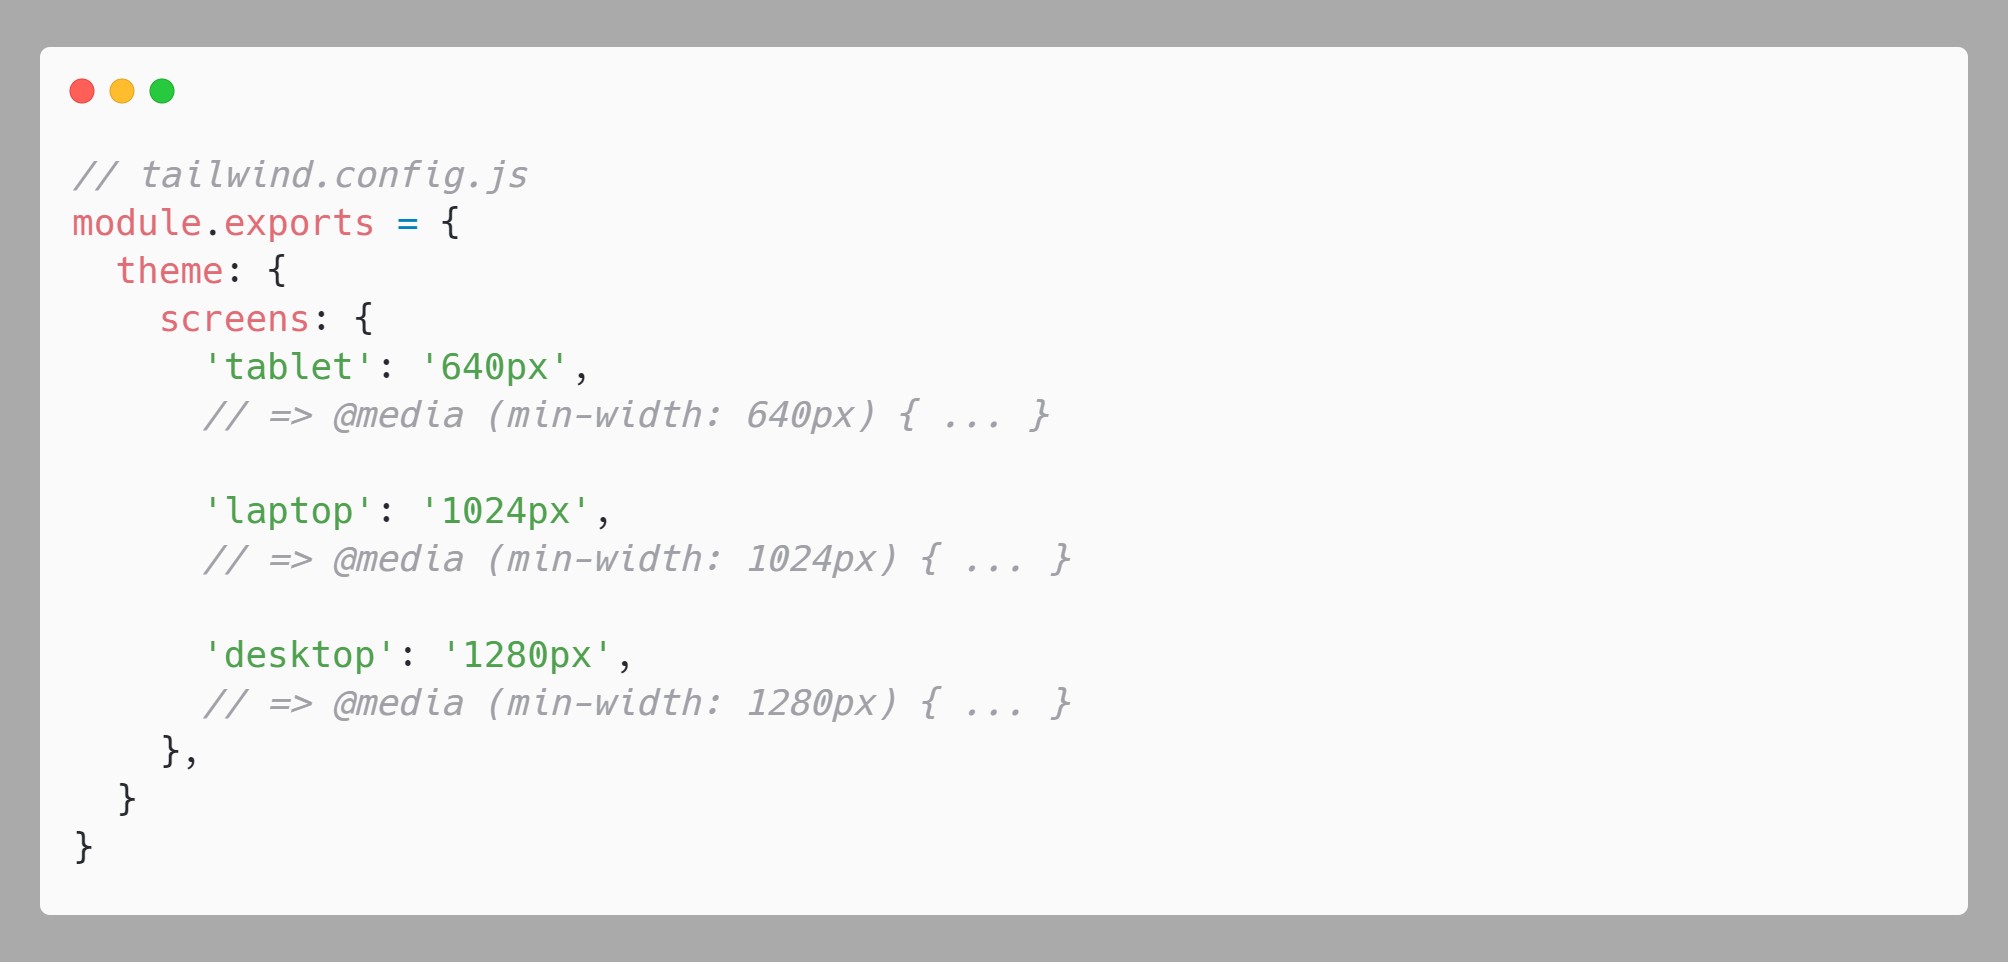 // tailwind.config.js
module.exports = {
  theme: {
    screens: {
      'tablet': '640px',
      // => @media (min-width: 640px) { ... }

      'laptop': '1024px',
      // => @media (min-width: 1024px) { ... }

      'desktop': '1280px',
      // => @media (min-width: 1280px) { ... }
    },
  }
}